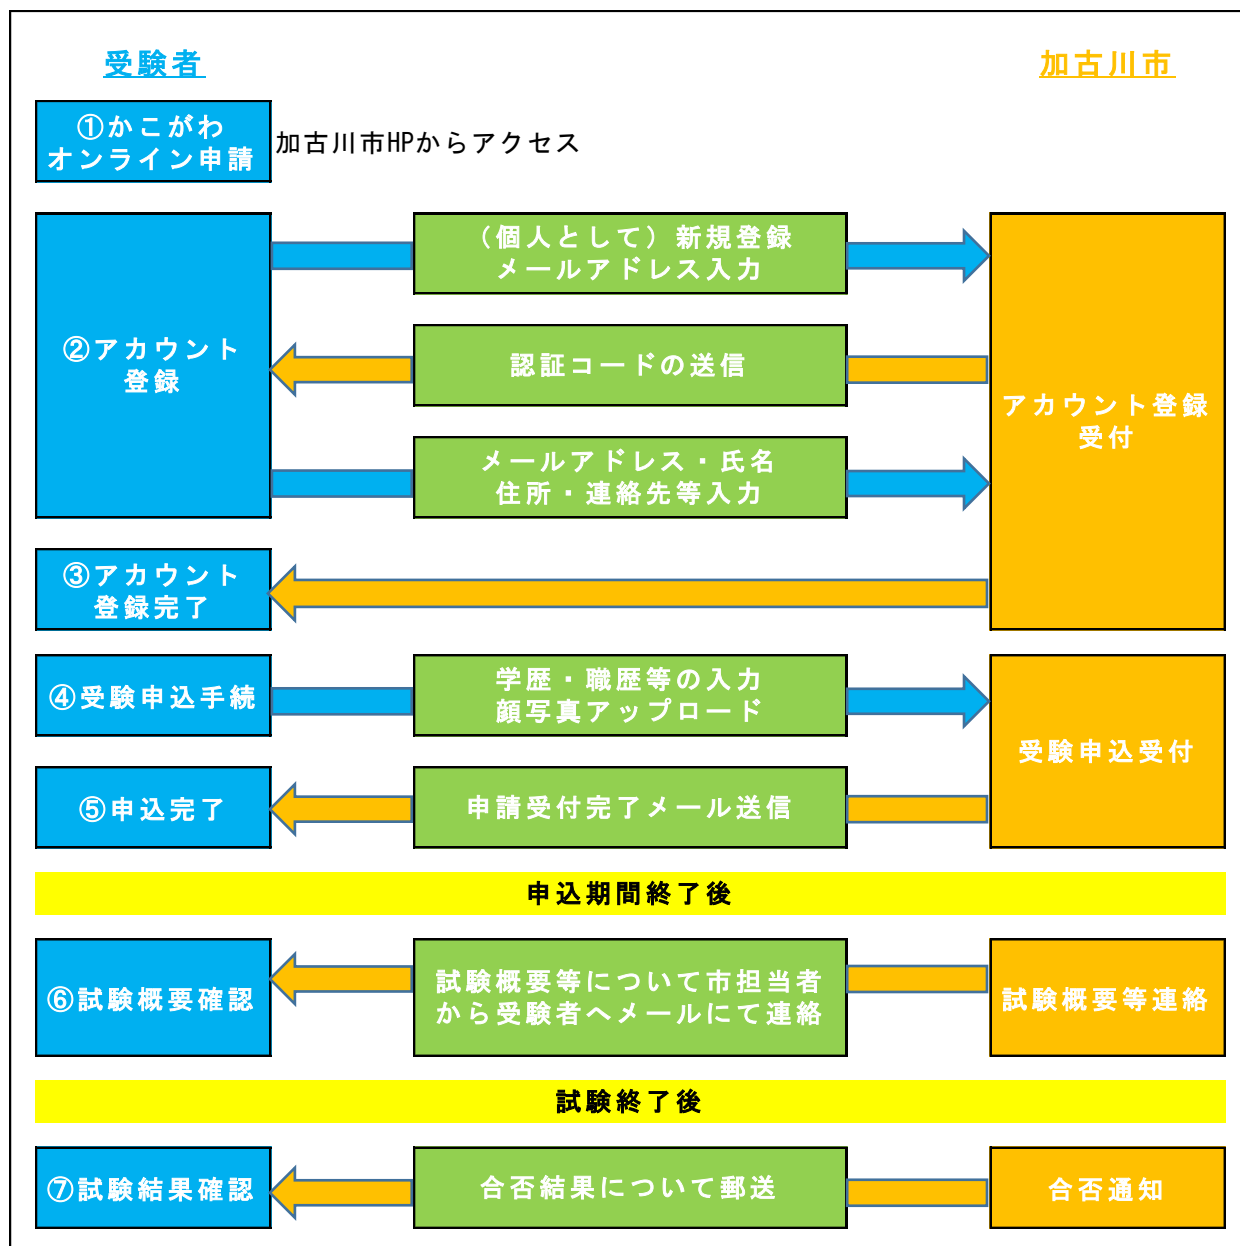 受験者
加古川市
①かこがわ
オンライン申請
加古川市HPからアクセス
②アカウント
登録
（個人として）新規登録
メールアドレス入力
認証コードの送信
メールアドレス・氏名
住所・連絡先等入力
アカウント登録
受付
③アカウント
登録完了
④受験申込手続
学歴・職歴等の入力
顔写真アップロード
受験申込受付
⑤申込完了
申請受付完了メール送信
申込期間終了後
⑥試験概要確認
試験概要等について市担当者
から受験者へメールにて連絡
試験概要等連絡
試験終了後
⑦試験結果確認
合否結果について郵送
合否通知